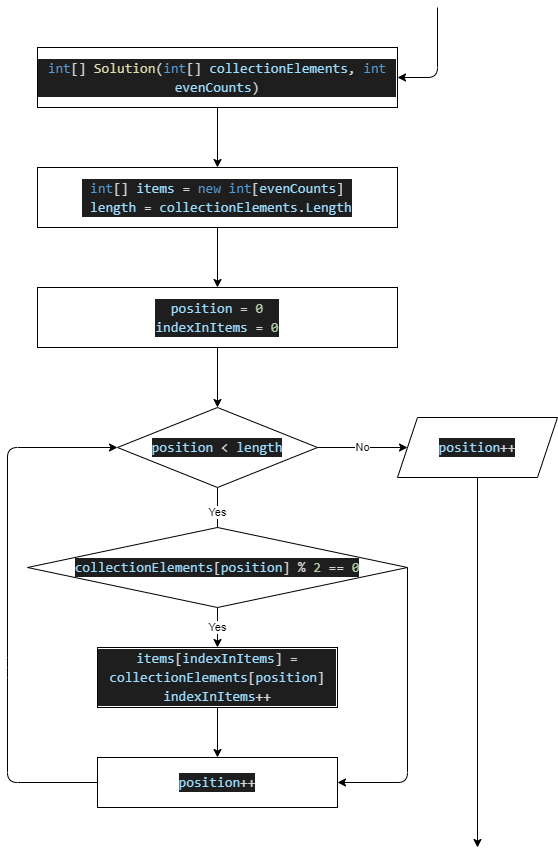 int[] Solution(int[] collectionElements, int
evenCounts)
int[] items = new int[evenCounts]
length = collectionElements.Length
position = 0
indexInItems = 0
position < length
No
position++
Yes
collectionElements[position] % 2 == 0
Yes
items[indexInItems] =
collectionElements[position]
indexInItems++
position++